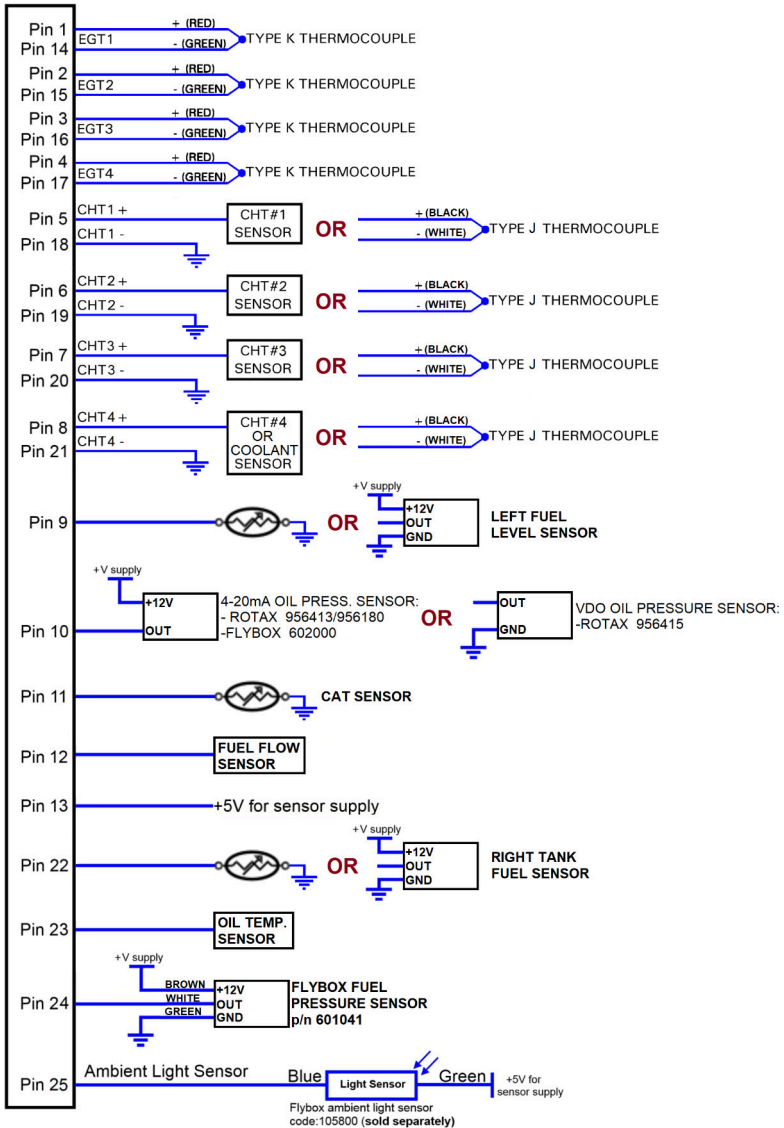 Pin 1
+ (RED)
EGT1
TYPE K THERMOCOUPLE
Pin 14
- (GREEN)
Pin 2
+ (RED)
EGT2
TYPE K THERMOCOUPLE
Pin 15
- (GREEN)
Pin 3
+ (RED)
EGT3
TYPE K THERMOCOUPLE
Pin 16
- (GREEN)
Pin 4
+ (RED)
EGT4
TYPE K THERMOCOUPLE
Pin 17
- (GREEN)
Pin 5
CHT1 +
CHT#1
SENSOR
OR
+ (BLACK)
- (WHITE)
TYPE J THERMOCOUPLE
Pin 18
CHT1 -
Pin 6
CHT2 +
CHT#2
SENSOR
OR
+ (BLACK)
- (WHITE)
TYPE J THERMOCOUPLE
Pin 19
CHT2 -
Pin 7
CHT3 +
CHT#3
SENSOR
OR
+ (BLACK)
- (WHITE)
TYPE J THERMOCOUPLE
Pin 20
CHT3 -
Pin 8
CHT4 +
CHT#4
OR
COOLANT
SENSOR
OR
+ (BLACK)
- (WHITE)
TYPE J THERMOCOUPLE
Pin 21
CHT4 -
Pin 9
OR
+V supply
+12V
OUT
GND
LEFT FUEL
LEVEL SENSOR
Pin 10
+V supply
+12V
OUT
4-20mA OIL PRESS. SENSOR:
- ROTAX 956413/956180
-FLYBOX 602000
OR
OUT
GND
VDO OIL PRESSURE SENSOR:
-ROTAX 956415
Pin 11
CAT SENSOR
Pin 12
FUEL FLOW
SENSOR
Pin 13
+5V for sensor supply
Pin 22
OR
+V supply
+12V
OUT
GND
RIGHT TANK
FUEL SENSOR
Pin 23
OIL TEMP.
SENSOR
Pin 24
+V supply
BROWN
WHITE
GREEN
+12V
OUT
GND
FLYBOX FUEL
PRESSURE SENSOR
p/n 601041
Pin 25
Ambient Light Sensor
Blue
Light Sensor
Green
+5V for
sensor supply
Flybox ambient light sensor
code:105800 (sold separately)